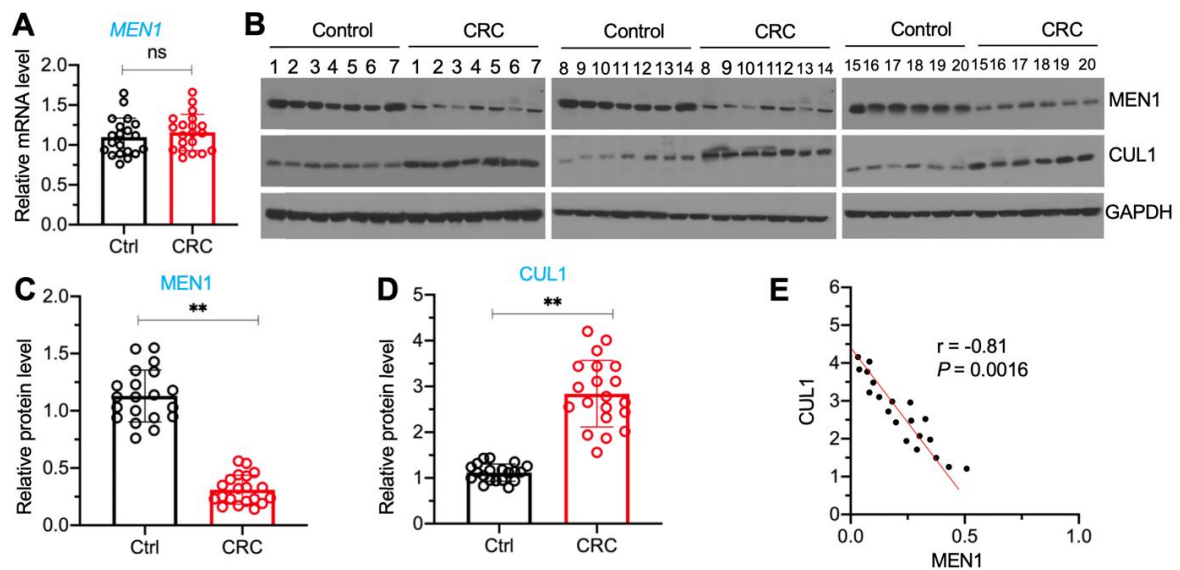 A
MEN1
ns
Relative mRNA level
2.0
1.5
1.0
0.5
0.0
Ctrl CRC
B
Control CRC Control CRC Control CRC
1 2 3 4 5 6 7 1 2 3 4 5 6 7 8 9 10 11 12 13 14 8 9 10 11 12 13 14 15 16 17 18 19 20 15 16 17 18 19 20
MEN1
CUL1
GAPDH
C
MEN1
**
Relative protein level
2.0
1.5
1.0
0.5
0.0
Ctrl CRC
D
CUL1
**
Relative protein level
5
4
3
2
1
0
Ctrl CRC
E
r = -0.81
P = 0.0016
CUL1
6
5
4
3
2
1
0
0.0 0.5 1.0
MEN1